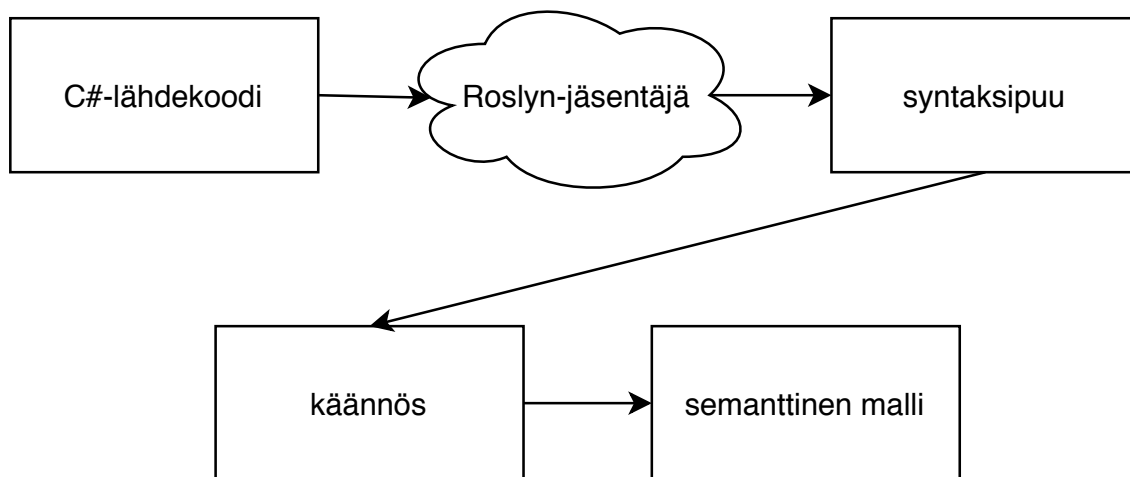 C#-lähdekoodi
Roslyn-jäsentäjä
syntaksipuu
käännös
semanttinen malli